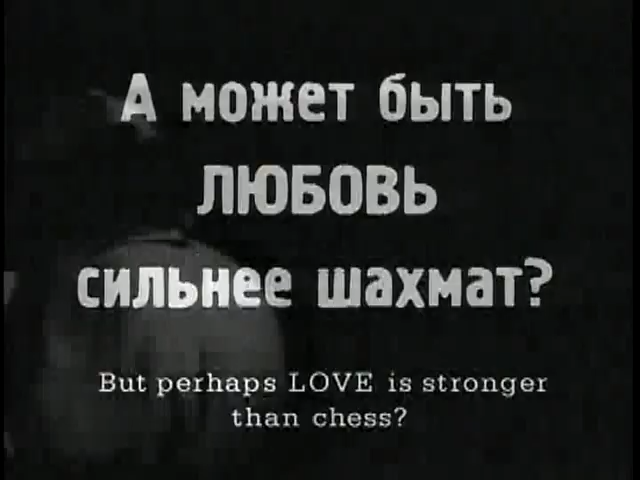 А может быть
ЛЮБОВЬ
сильнее шахмат?
But perhaps LOVE is stronger
than chess?